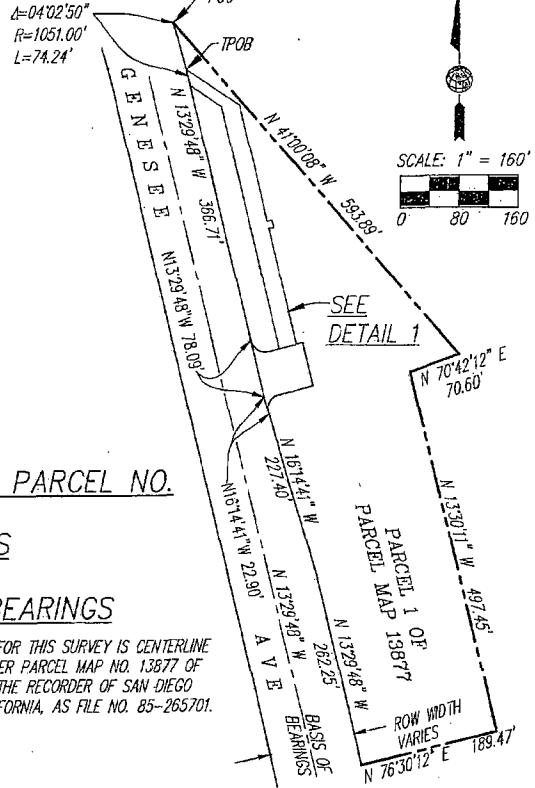 Δ=04°02'50"
R=1051.00'
L=74.24'
TPOB
GENESEE
N 13°29'48" W 366.71'
N 41°00'08" W 593.89'
SCALE: 1" = 160'
0 80 160
SEE
DETAIL 1
N13°29'48"W 78.09'
N 70°42'12" E
70.60'
PARCEL NO.
S
N16°14'41"W 22.90'
N 16°14'41" W
227.40'
PARCEL 1 OF
PARCEL MAP 13877
N 13°30'11" W 497.45'
BEARINGS
FOR THIS SURVEY IS CENTERLINE
ER PARCEL MAP NO. 13877 OF
THE RECORDER OF SAN DIEGO
FORNIA, AS FILE NO. 85-265701.
AVE
N 13°29'48" W
BASIS OF
BEARINGS
N 13°29'48" W
262.25'
ROW WIDTH
VARIES
N 76°30'12" E 189.47'